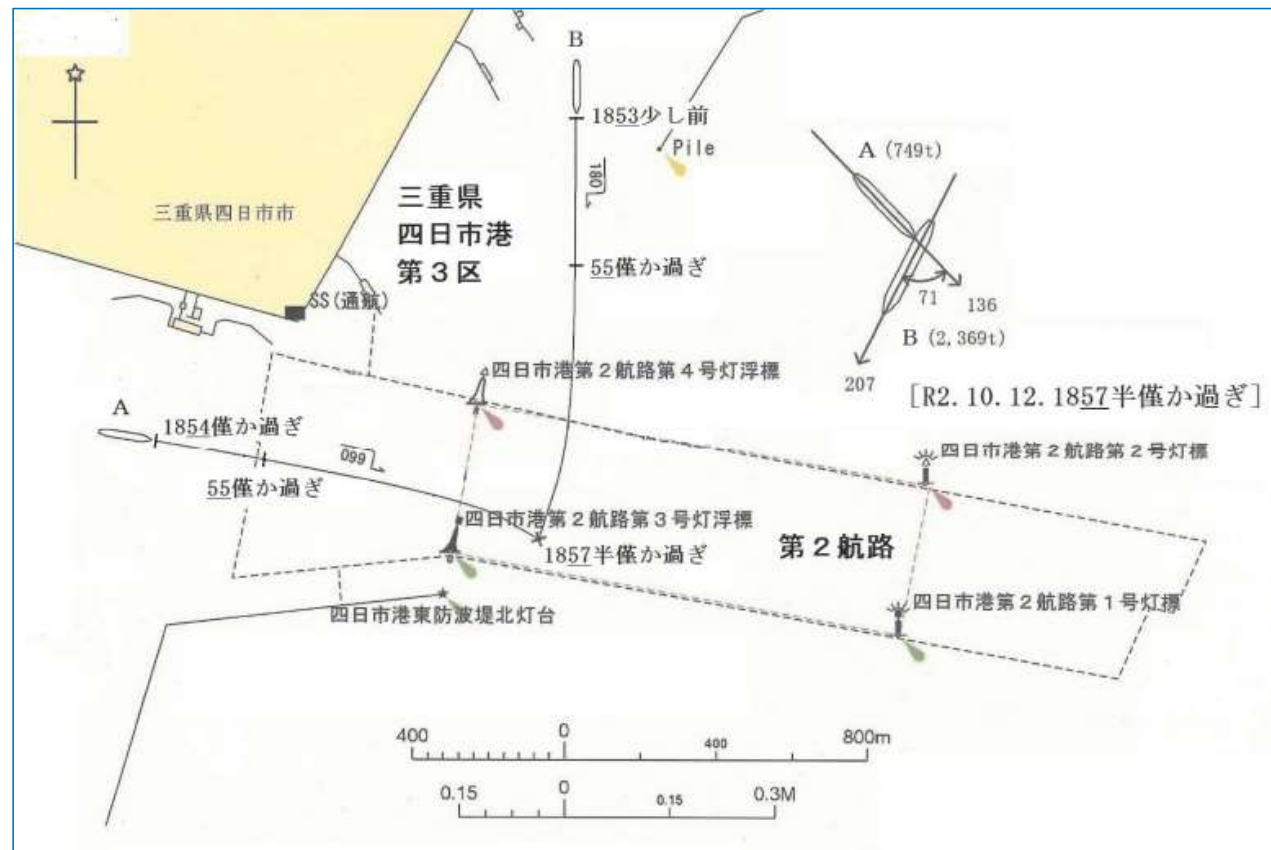 B
1853少し前
Pile
A (749t)
180
三重県
四日市港
第3区
三重県四日市市
55僅か過ぎ
71
136
B (2,369t)
207
SS(通航)
[R2.10.12.1857半僅か過ぎ]
四日市港第2航路第4号灯浮標
A
1854僅か過ぎ
099
55僅か過ぎ
四日市港第2航路第2号灯標
四日市港第2航路第3号灯浮標
1857半僅か過ぎ
第2航路
四日市港第2航路第1号灯標
四日市港東防波堤北灯台
400 0 400 800m
0.15 0 0.15 0.3M